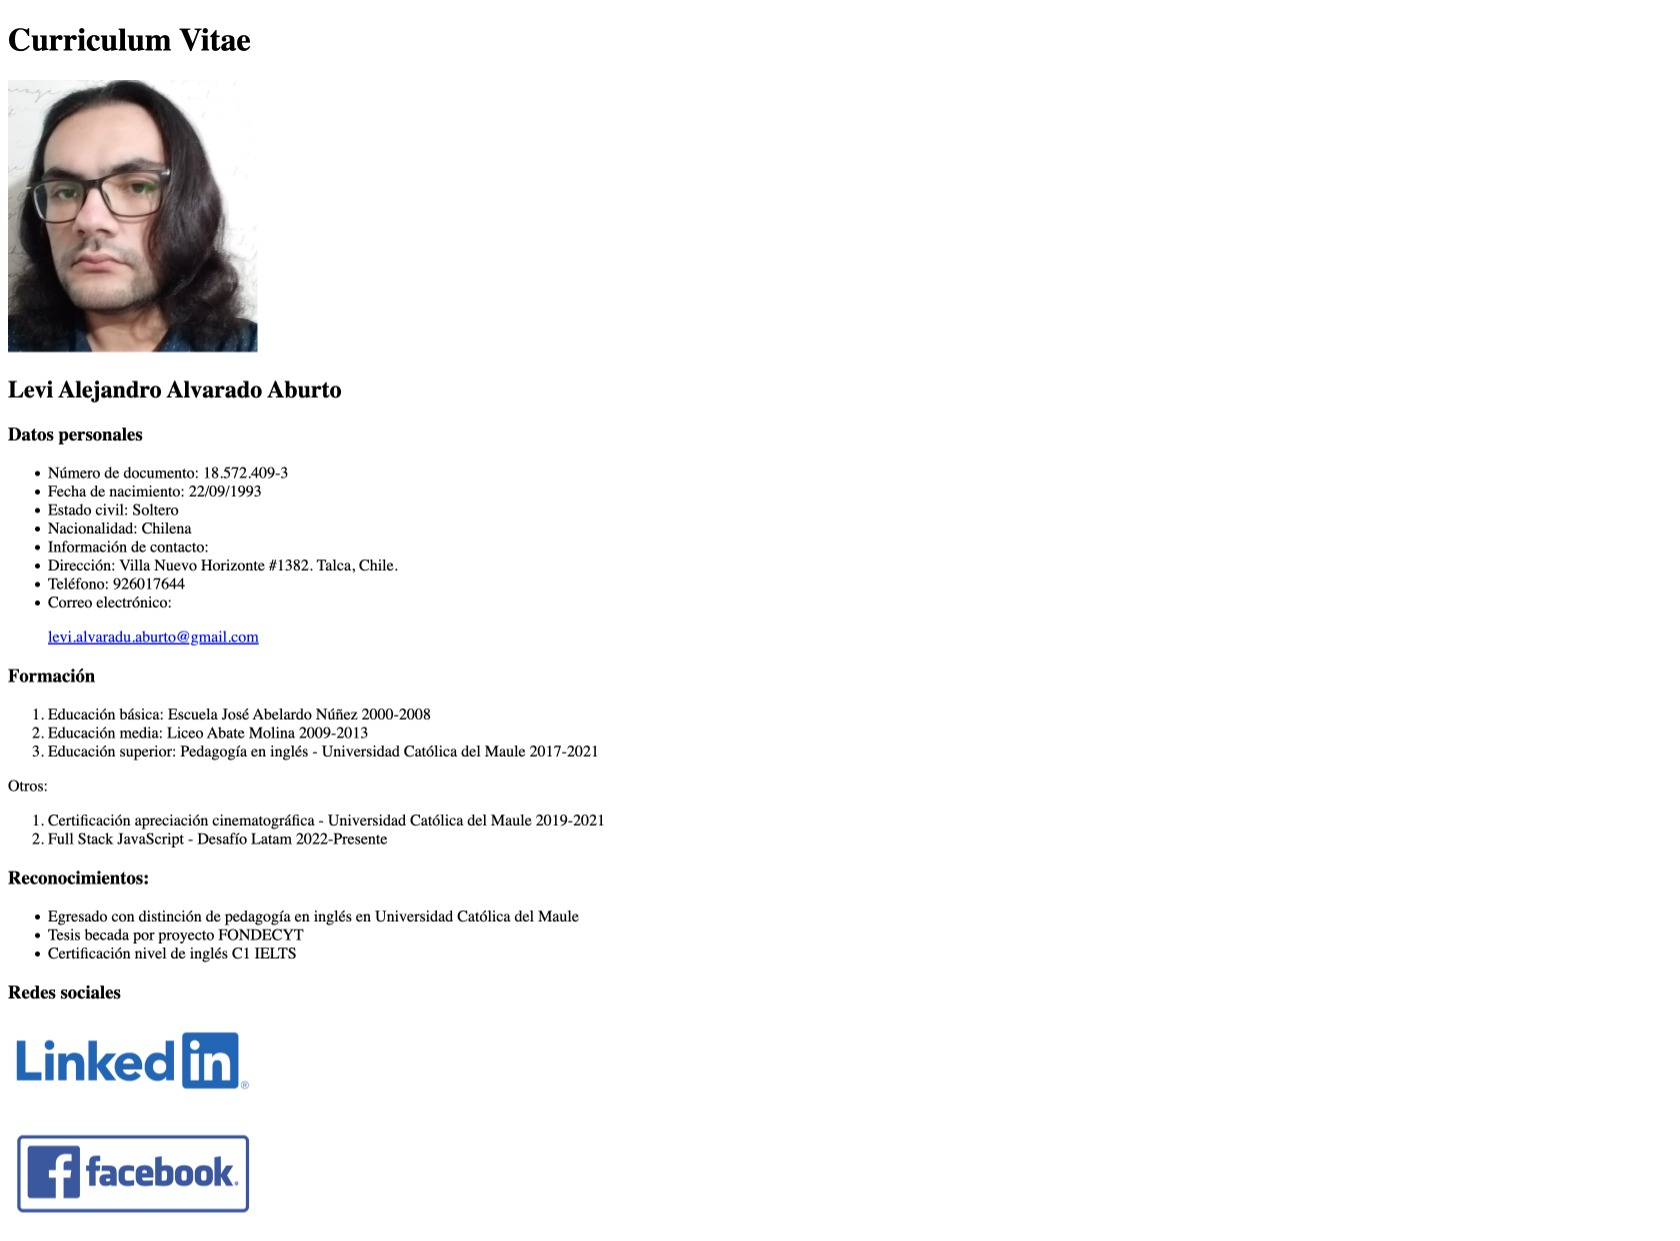 Curriculum Vitae
Levi Alejandro Alvarado Aburto
Datos personales
• Número de documento: 18.572.409-3
• Fecha de nacimiento: 22/09/1993
• Estado civil: Soltero
• Nacionalidad: Chilena
• Información de contacto:
• Dirección: Villa Nuevo Horizonte #1382. Talca, Chile.
• Teléfono: 926017644
• Correo electrónico:
levi.alvaradu.aburto@gmail.com
Formación
1. Educación básica: Escuela José Abelardo Núñez 2000-2008
2. Educación media: Liceo Abate Molina 2009-2013
3. Educación superior: Pedagogía en inglés - Universidad Católica del Maule 2017-2021
Otros:
1. Certificación apreciación cinematográfica - Universidad Católica del Maule 2019-2021
2. Full Stack JavaScript - Desafío Latam 2022-Presente
Reconocimientos:
• Egresado con distinción de pedagogía en inglés en Universidad Católica del Maule
• Tesis becada por proyecto FONDECYT
• Certificación nivel de inglés C1 IELTS
Redes sociales
Linked in ®
f facebook.